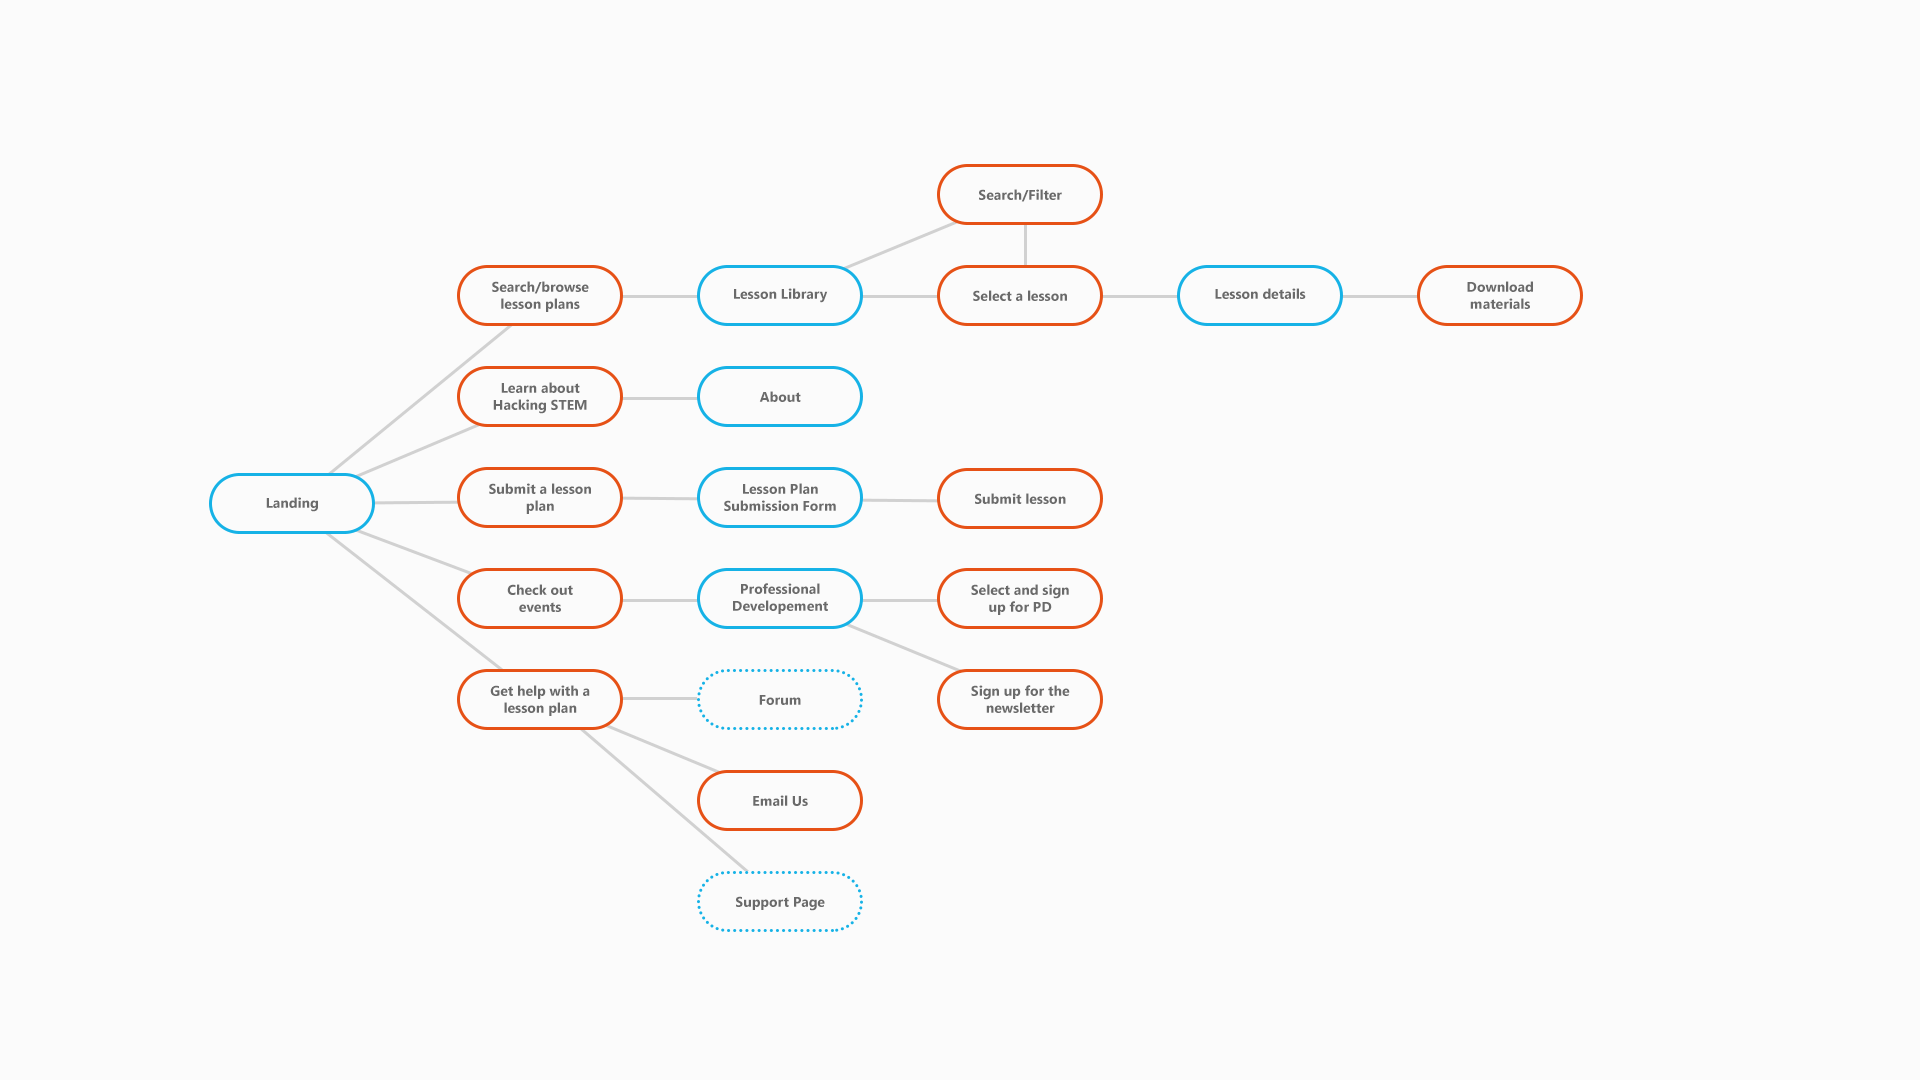 Search/Filter
Search/browse
lesson plans
Lesson Library
Select a lesson
Lesson details
Download
materials
Learn about
Hacking STEM
About
Landing
Submit a lesson
plan
Lesson Plan
Submission Form
Submit lesson
Check out
events
Professional
Developement
Select and sign
up for PD
Get help with a
lesson plan
Forum
Sign up for the
newsletter
Email Us
Support Page